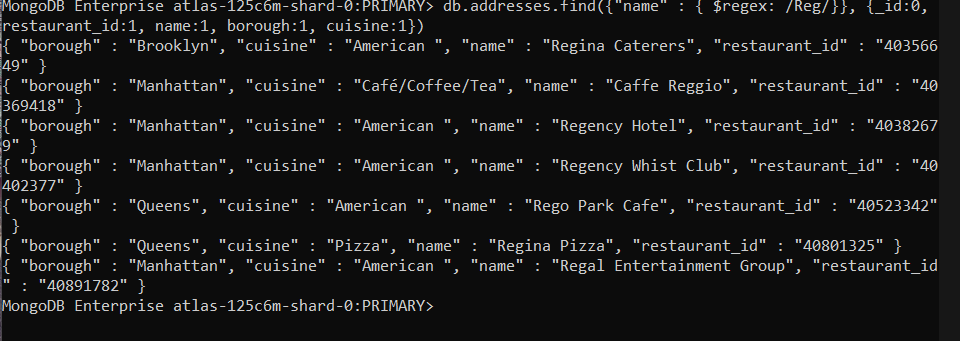 MongoDB Enterprise atlas-125c6m-shard-0:PRIMARY> db.addresses.find({"name" : { $regex: /Reg/}}, {_id:0,
restaurant_id:1, name:1, borough:1, cuisine:1})
{ "borough" : "Brooklyn", "cuisine" : "American ", "name" : "Regina Caterers", "restaurant_id" : "403566
49" }
{ "borough" : "Manhattan", "cuisine" : "Café/Coffee/Tea", "name" : "Caffe Reggio", "restaurant_id" : "40
369418" }
{ "borough" : "Manhattan", "cuisine" : "American ", "name" : "Regency Hotel", "restaurant_id" : "4038267
9" }
{ "borough" : "Manhattan", "cuisine" : "American ", "name" : "Regency Whist Club", "restaurant_id" : "40
402377" }
{ "borough" : "Queens", "cuisine" : "American ", "name" : "Rego Park Cafe", "restaurant_id" : "40523342"
 }
{ "borough" : "Queens", "cuisine" : "Pizza", "name" : "Regina Pizza", "restaurant_id" : "40801325" }
{ "borough" : "Manhattan", "cuisine" : "American ", "name" : "Regal Entertainment Group", "restaurant_id
" : "40891782" }
MongoDB Enterprise atlas-125c6m-shard-0:PRIMARY>